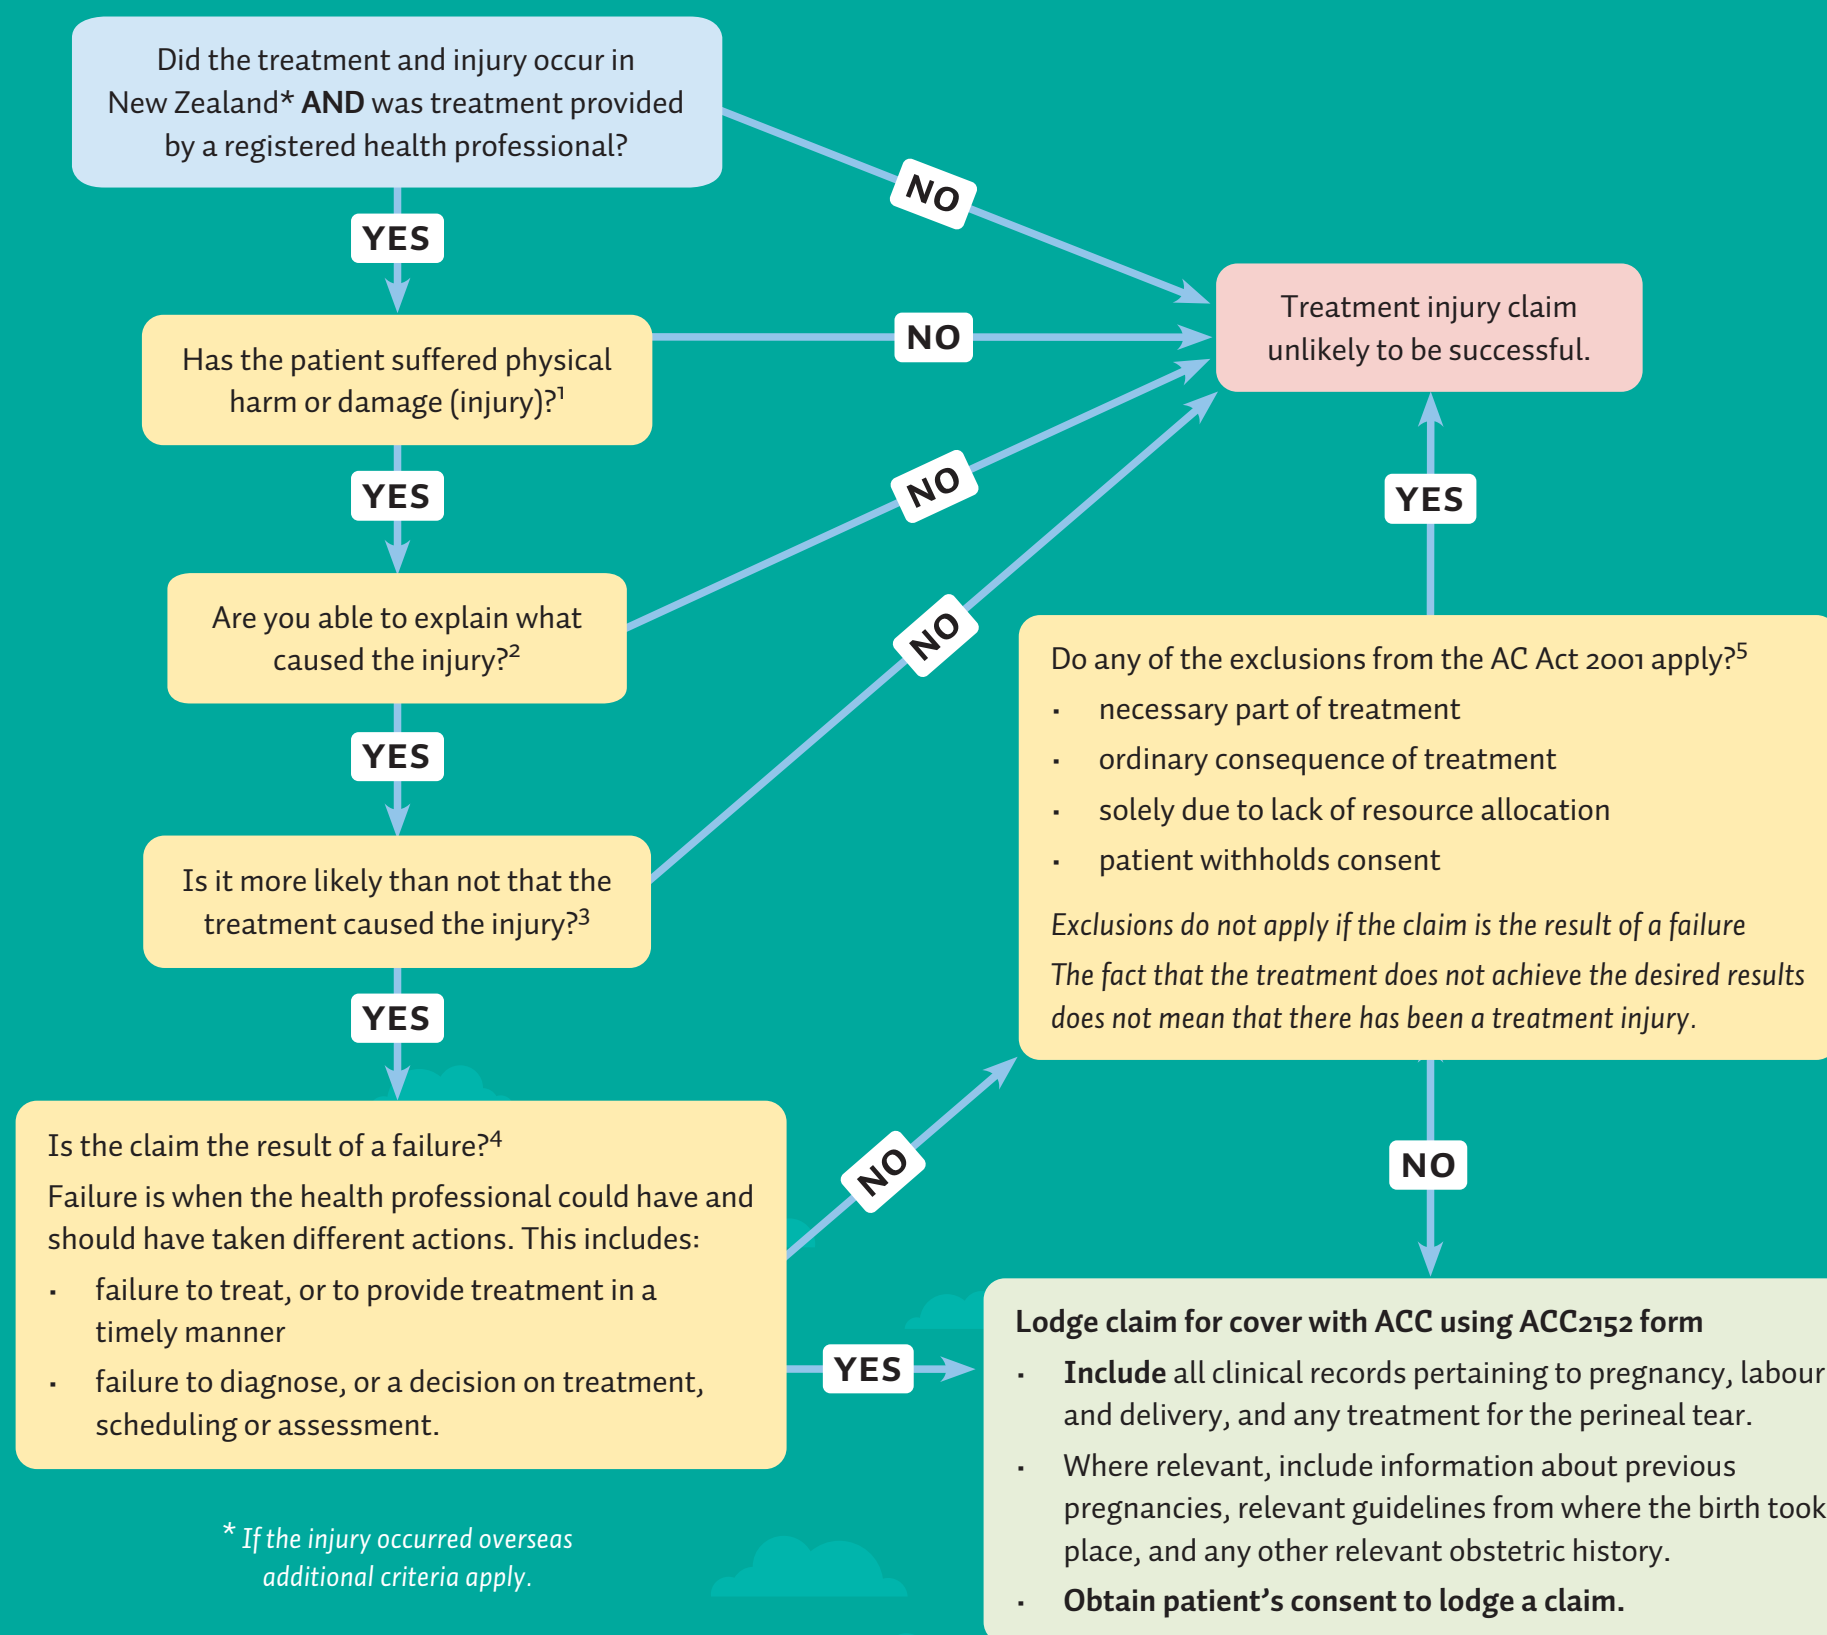 Did the treatment and injury occur in
New Zealand* AND was treatment provided
by a registered health professional?
NO
YES
Treatment injury claim
unlikely to be successful.
Has the patient suffered physical
harm or damage (injury)?¹
NO
YES
NO
YES
Are you able to explain what
caused the injury?²
NO
YES
Do any of the exclusions from the AC Act 2001 apply?⁵
· necessary part of treatment
· ordinary consequence of treatment
· solely due to lack of resource allocation
· patient withholds consent
Exclusions do not apply if the claim is the result of a failure
The fact that the treatment does not achieve the desired results
does not mean that there has been a treatment injury.
Is it more likely than not that the
treatment caused the injury?³
YES
Is the claim the result of a failure?⁴
Failure is when the health professional could have and
should have taken different actions. This includes:
· failure to treat, or to provide treatment in a
timely manner
· failure to diagnose, or a decision on treatment,
scheduling or assessment.
NO
NO
YES
Lodge claim for cover with ACC using ACC2152 form
· Include all clinical records pertaining to pregnancy, labour
and delivery, and any treatment for the perineal tear.
· Where relevant, include information about previous
pregnancies, relevant guidelines from where the birth took
place, and any other relevant obstetric history.
· Obtain patient's consent to lodge a claim.
* If the injury occurred overseas
additional criteria apply.